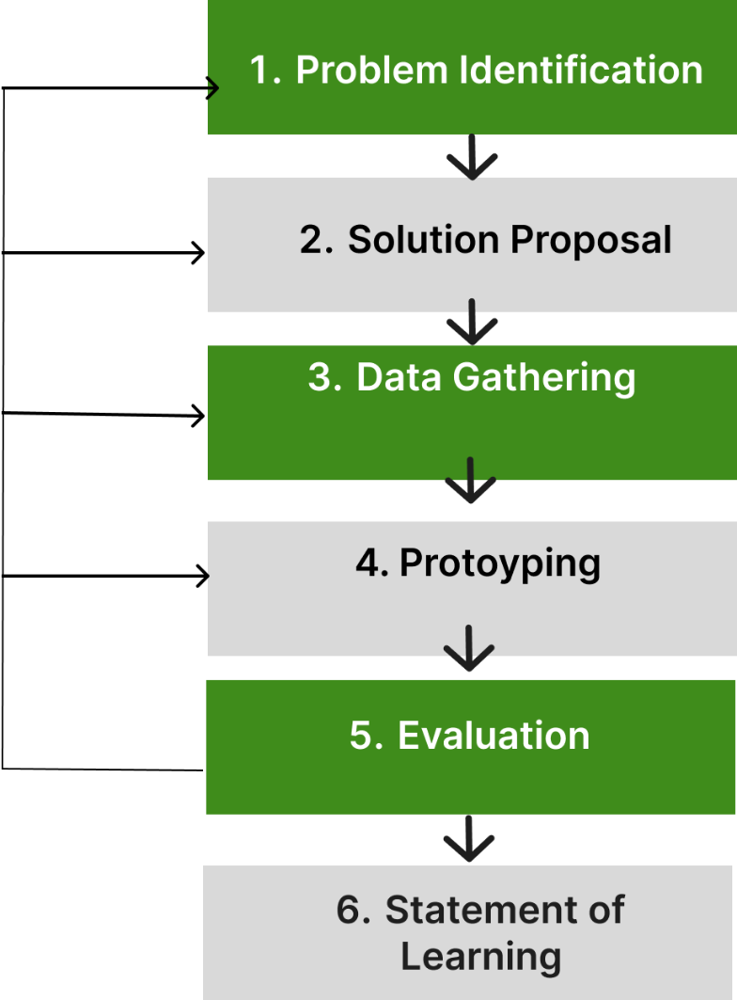 1. Problem Identification
2. Solution Proposal
3. Data Gathering
4. Protoyping
5. Evaluation
6. Statement of
Learning